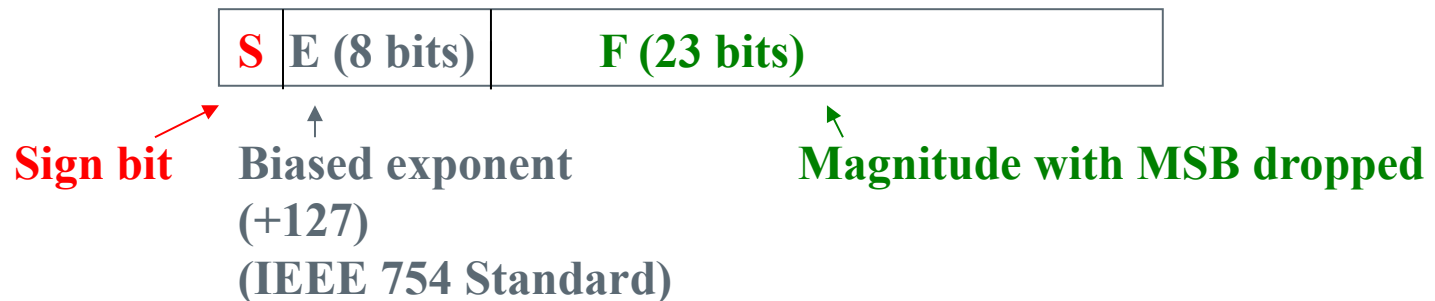 S E (8 bits) F (23 bits)
Sign bit Biased exponent Magnitude with MSB dropped
(+127)
(IEEE 754 Standard)